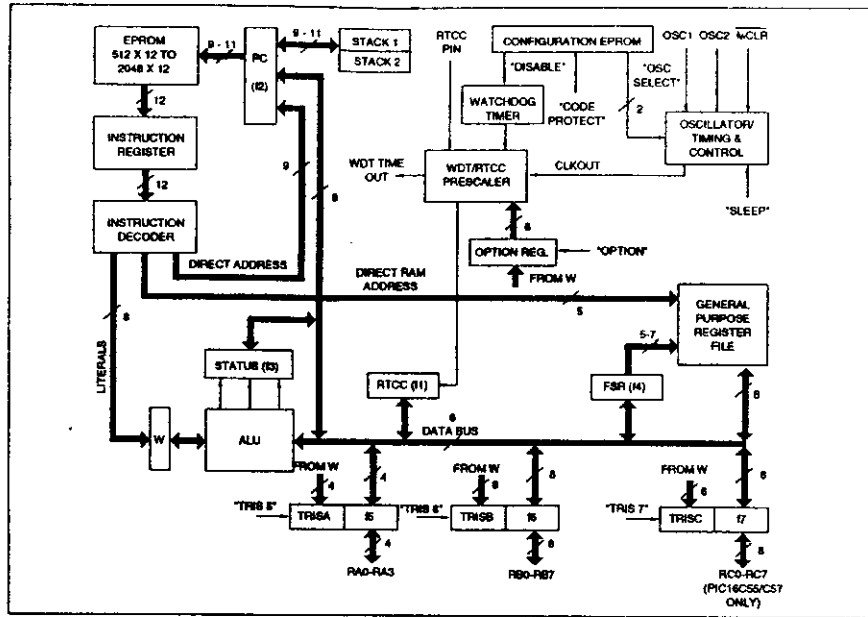 EPROM
512 X 12 TO
2048 X 12
9 - 11
PC
(f2)
9 - 11
STACK 1
STACK 2
RTCC
PIN
CONFIGURATION EPROM
OSC1 OSC2 MCLR
"DISABLE"
"OSC
SELECT"
WATCHDOG
TIMER
"CODE
PROTECT"
2
OSCILLATOR/
TIMING &
CONTROL
12
INSTRUCTION
REGISTER
12
INSTRUCTION
DECODER
9
8
WDT TIME
OUT
WDT/RTCC
PRESCALER
CLKOUT
"SLEEP"
6
OPTION REG.
"OPTION"
FROM W
DIRECT ADDRESS
DIRECT RAM
ADDRESS
5
GENERAL
PURPOSE
REGISTER
FILE
8
LITERALS
STATUS (f3)
RTCC (f1)
5-7
FSR (f4)
8
W
ALU
8
DATA BUS
FROM W
4
4
FROM W
8
8
FROM W
8
8
"TRIS 5"
TRISA
f5
"TRIS 6"
TRISB
f6
"TRIS 7"
TRISC
f7
4
8
8
RA0-RA3
RB0-RB7
RC0-RC7
(PIC16C55/C57
ONLY)